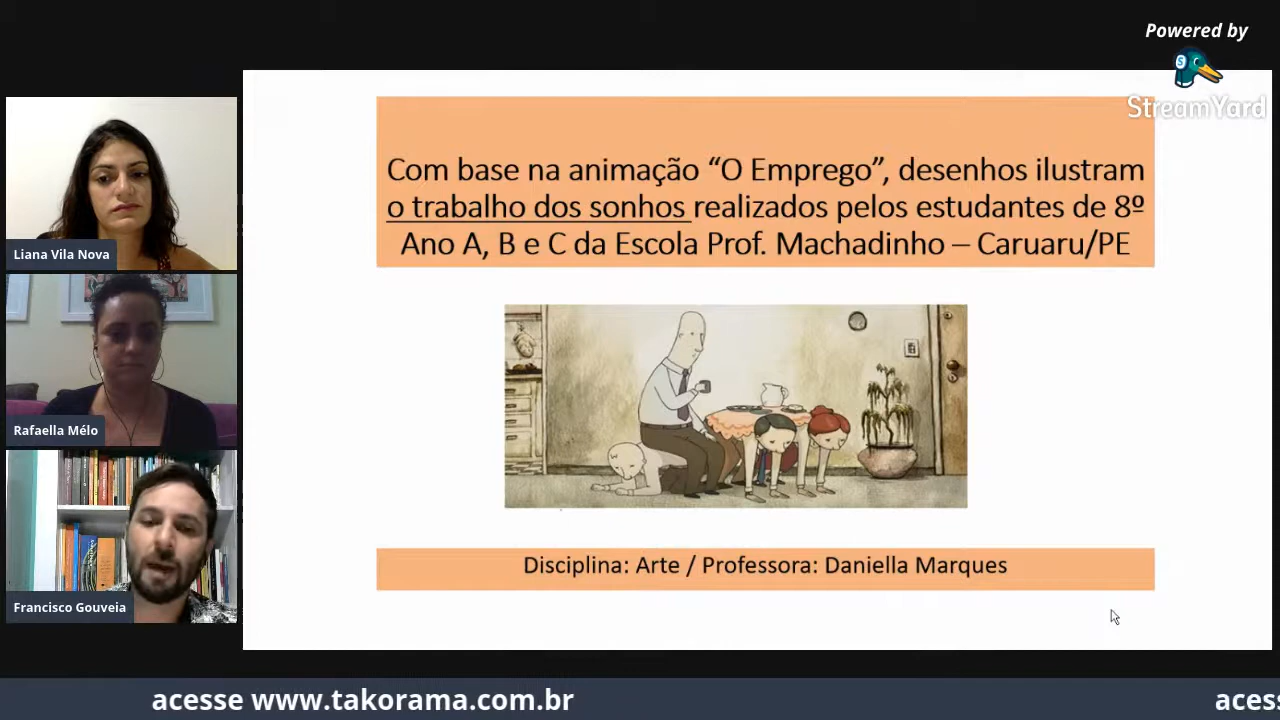 Powered by
StreamYard
Com base na animação “O Emprego”, desenhos ilustram
o trabalho dos sonhos realizados pelos estudantes de 8º
Ano A, B e C da Escola Prof. Machadinho – Caruaru/PE
Liana Vila Nova
Rafaella Mélo
Francisco Gouveia
Disciplina: Arte / Professora: Daniella Marques
acesse www.takorama.com.br
aces